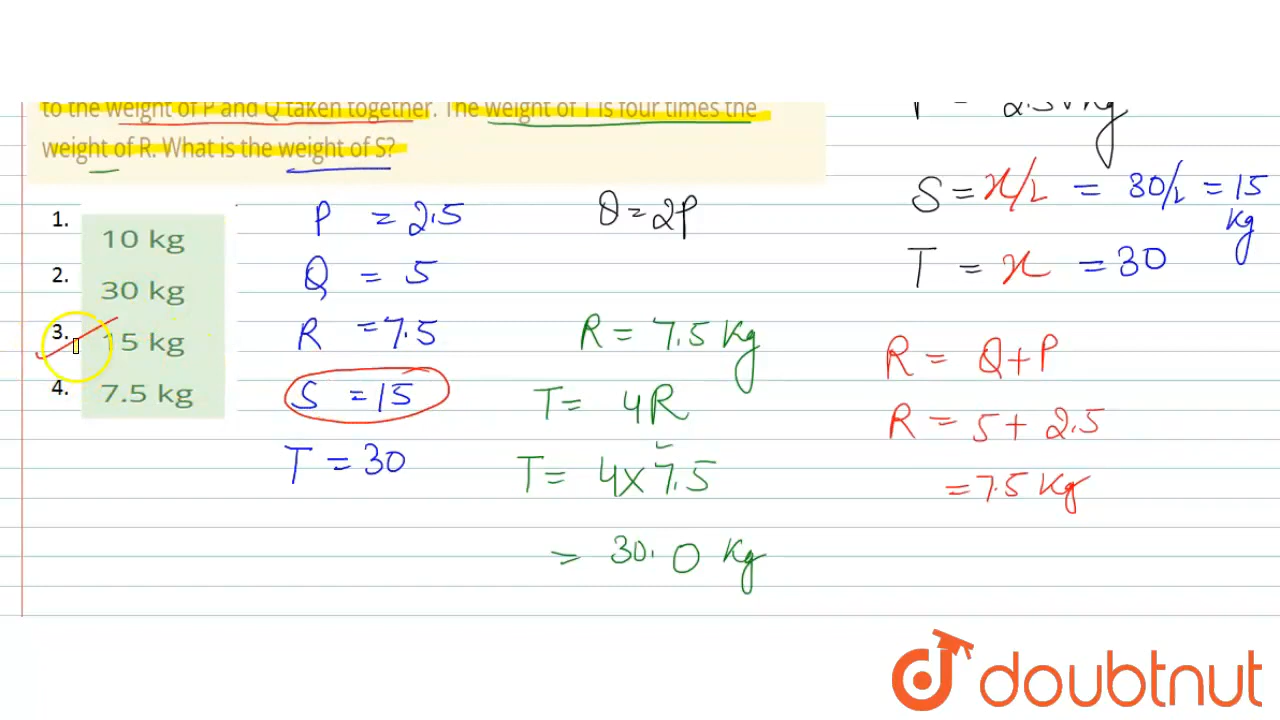 to the weight of P and Q taken together. The weight of T is four times the
weight of R. What is the weight of S?
1. 10 kg
2. 30 kg
3. 15 kg
4. 7.5 kg
P = 2.5
Q = 5
R = 7.5
S = 15
T = 30
Q = 2P
R = 7.5 Kg
T = 4R
T = 4 x 7.5
= 30.0 Kg
S = x/2 = 30/2 = 15 kg
T = x = 30
R = Q + P
R = 5 + 2.5
= 7.5 Kg
doubtnut